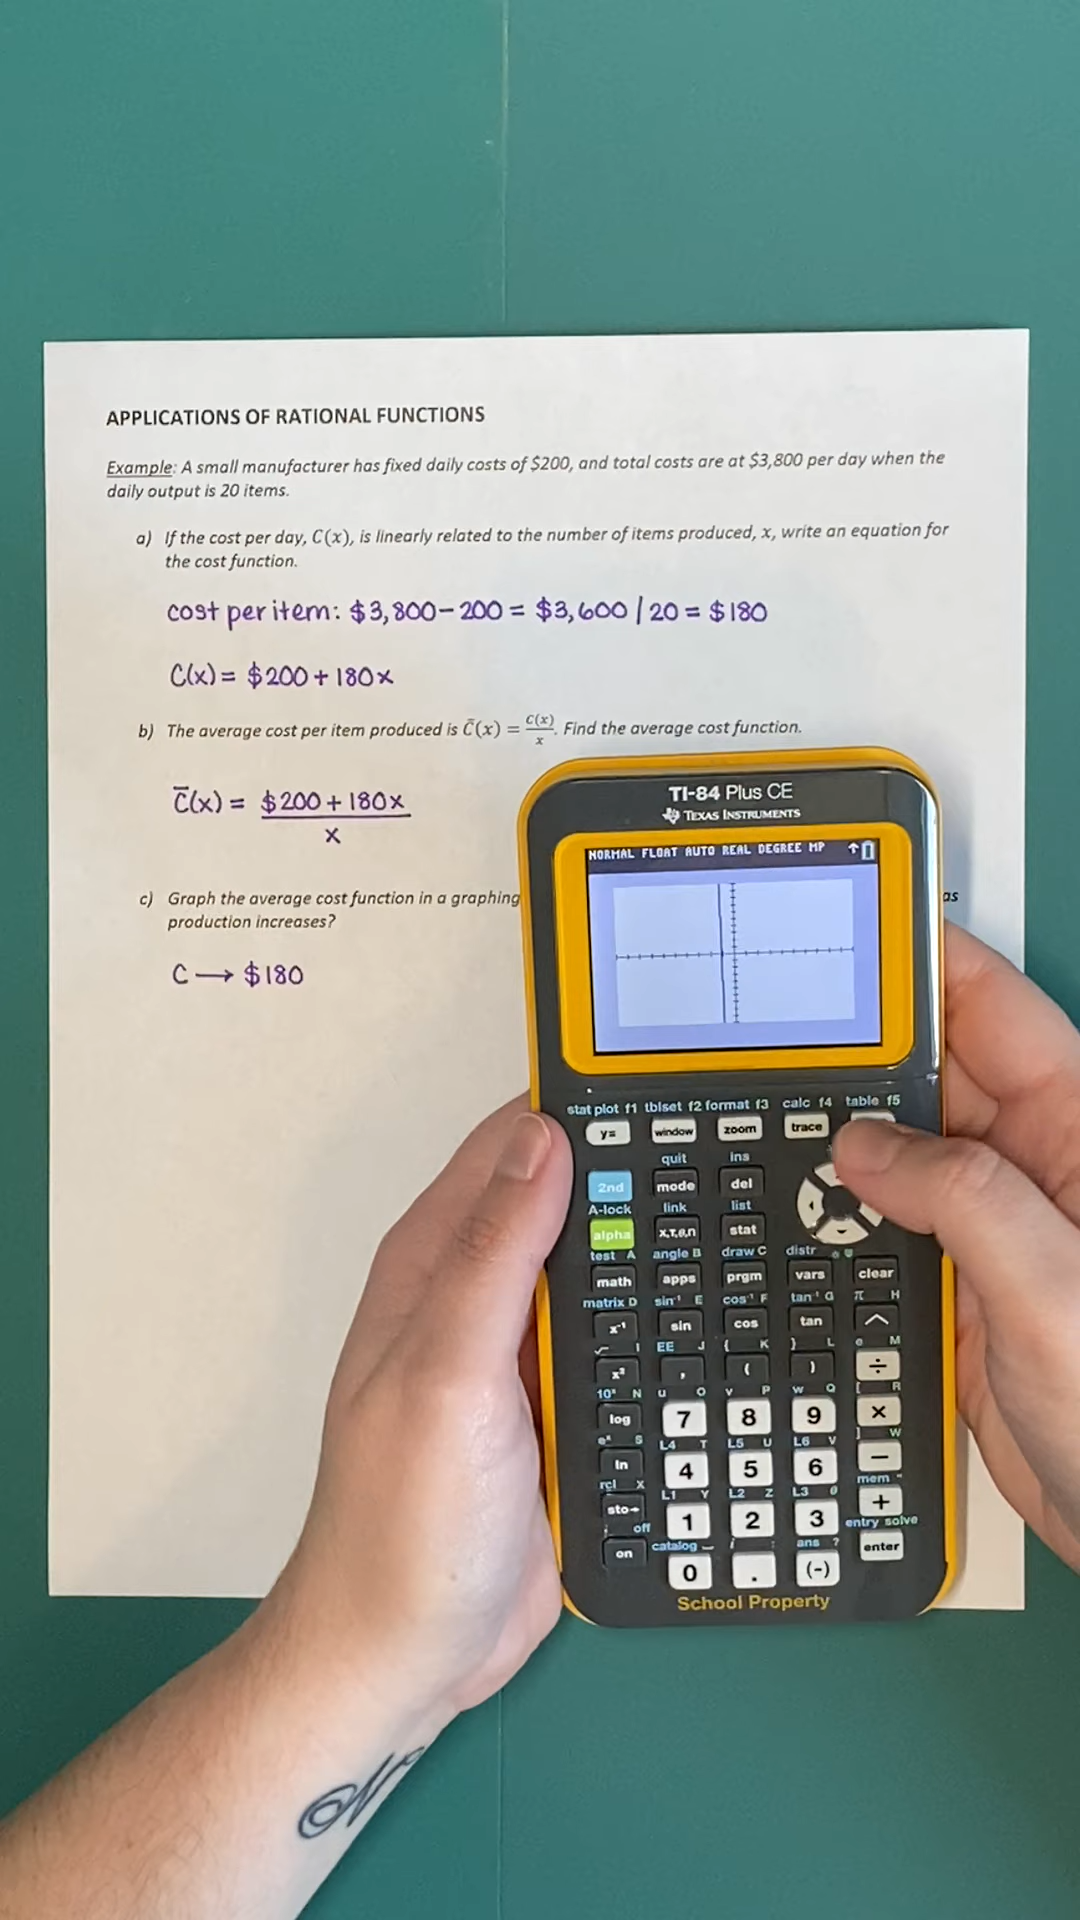 APPLICATIONS OF RATIONAL FUNCTIONS
Example: A small manufacturer has fixed daily costs of $200, and total costs are at $3,800 per day when the
daily output is 20 items.
a) If the cost per day, C(x), is linearly related to the number of items produced, x, write an equation for
the cost function.
cost per item: $3,800 - 200 = $3,600 / 20 = $180
C(x) = $200 + 180x
b) The average cost per item produced is C̄(x) = C(x)/x. Find the average cost function.
C̄(x) = $200 + 180x
x
c) Graph the average cost function in a graphing
as
production increases?
C → $180
TI-84 Plus CE
TEXAS INSTRUMENTS
NORMAL FLOAT AUTO REAL DEGREE MP
stat plot f1 tblset f2 format f3 calc f4 table f5
y= window zoom trace
quit ins
2nd mode del
A-lock link list
alpha X,T,θ,n stat
test A angle B draw C distr
math apps prgm vars clear
matrix D sin⁻¹ E cos⁻¹ F tan⁻¹ G π H
x⁻¹ sin cos tan ^
√ I EE J { K } L e M
x² , ( ) ÷
10ˣ N u O v P w Q [ R
log 7 8 9 ×
eˣ S L4 T L5 U L6 V ] W
ln 4 5 6 −
rcl X L1 Y L2 Z L3 θ mem "
sto→ 1 2 3 +
off catalog i : ans ? entry solve
on 0 . (-) enter
School Property